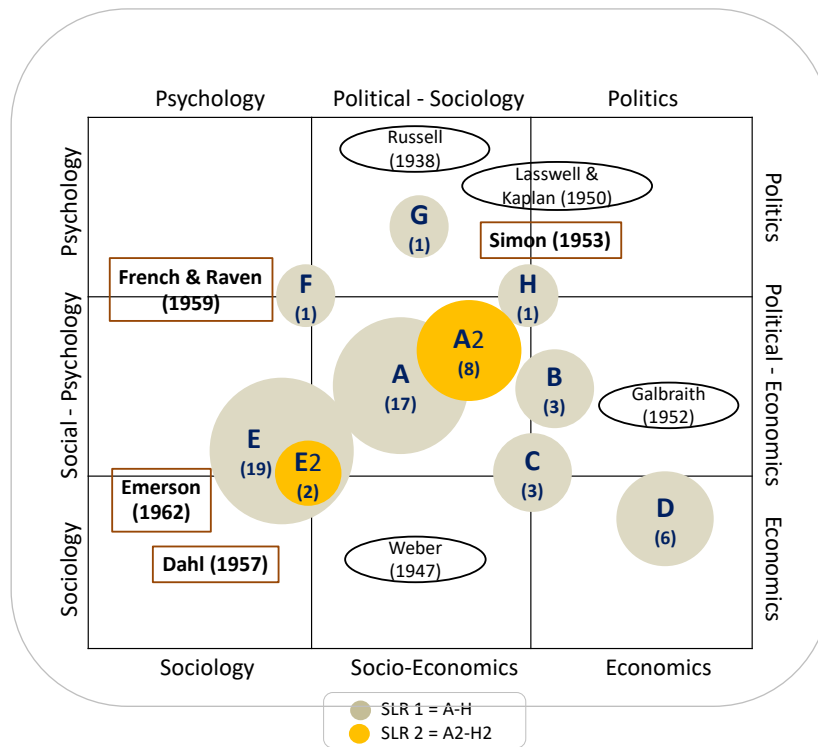 Psychology
Political - Sociology
Politics
Psychology
Social - Psychology
Sociology
Politics
Political - Economics
Economics
Russell
(1938)
Lasswell &
Kaplan (1950)
G
(1)
Simon (1953)
French & Raven
(1959)
F
(1)
H
(1)
A2
(8)
A
(17)
B
(3)
Galbraith
(1952)
E
(19)
E2
(2)
C
(3)
Emerson
(1962)
D
(6)
Dahl (1957)
Weber
(1947)
Sociology
Socio-Economics
Economics
SLR 1 = A-H
SLR 2 = A2-H2